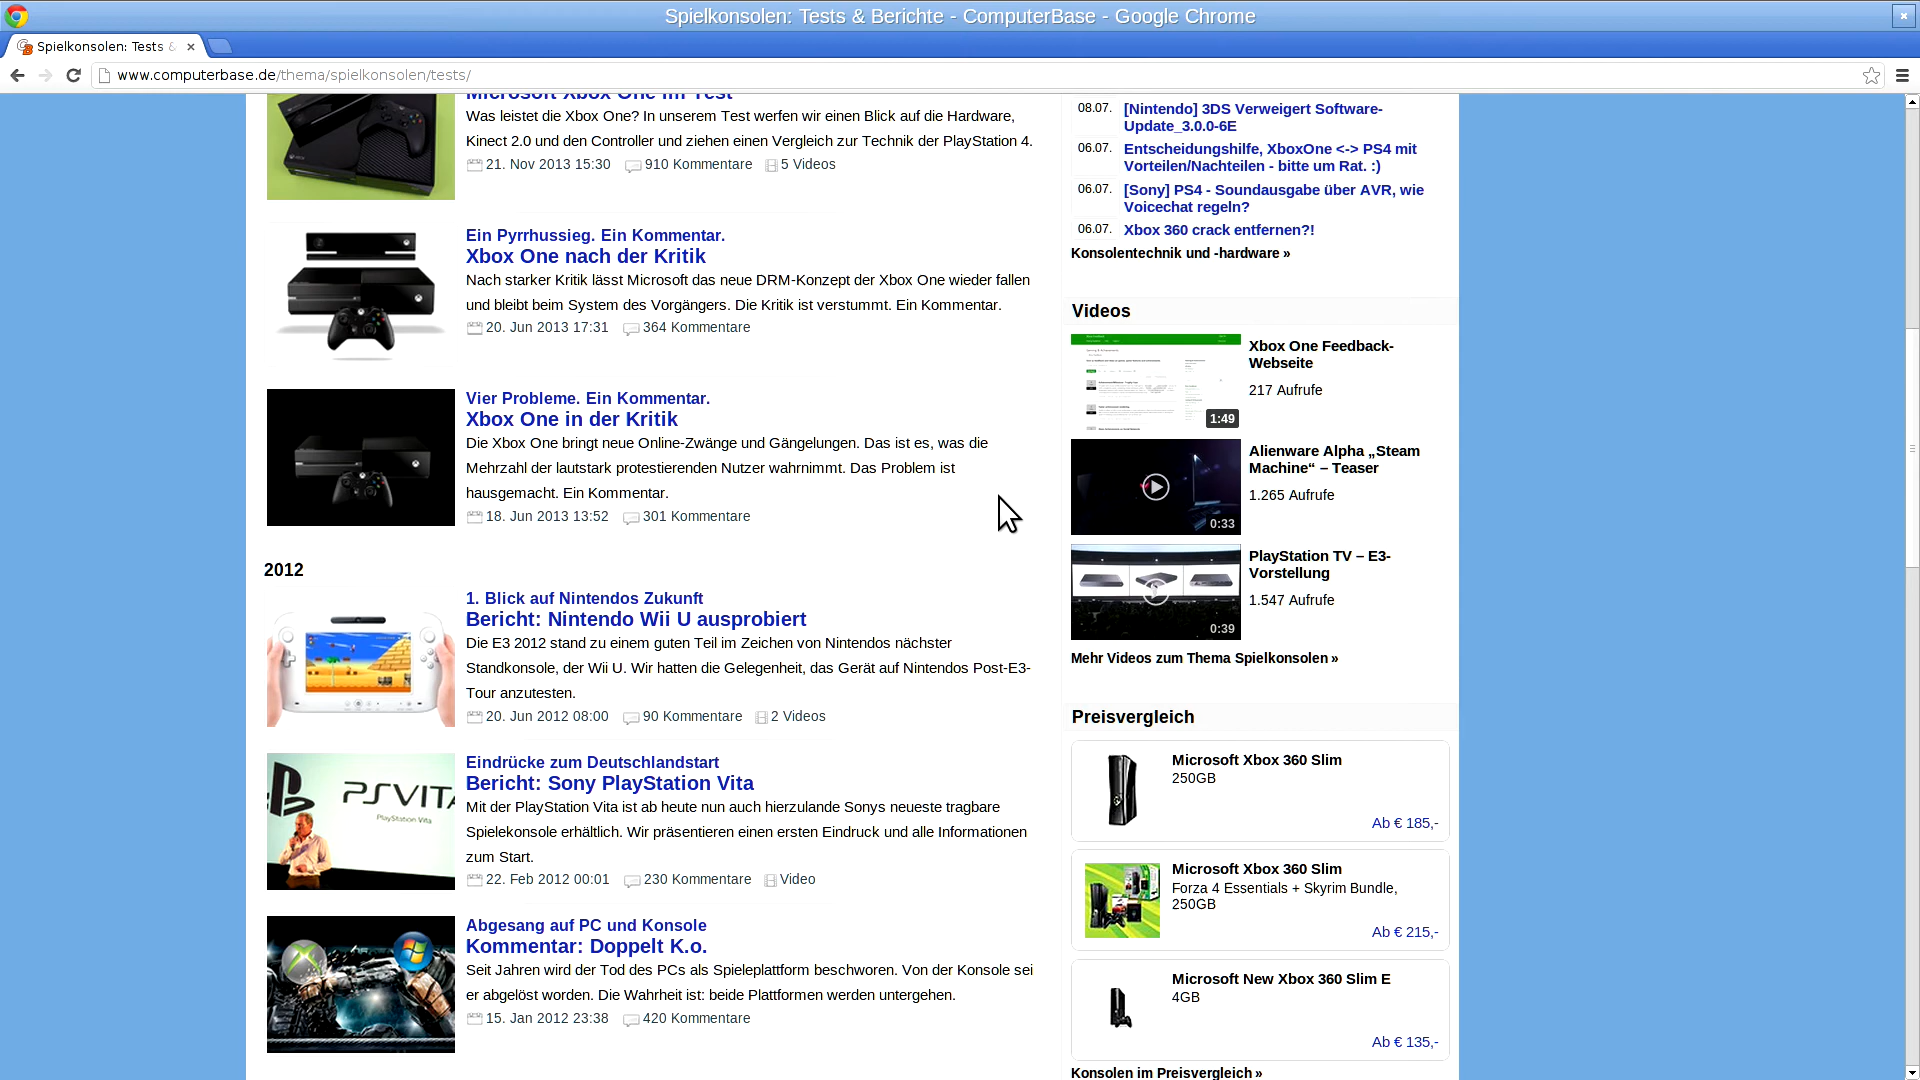 Spielkonsolen: Tests & Berichte - ComputerBase - Google Chrome
Spielkonsolen: Tests &
www.computerbase.de/thema/spielkonsolen/tests/
Microsoft Xbox One im Test
Was leistet die Xbox One? In unserem Test werfen wir einen Blick auf die Hardware,
Kinect 2.0 und den Controller und ziehen einen Vergleich zur Technik der PlayStation 4.
21. Nov 2013 15:30 910 Kommentare 5 Videos
Ein Pyrrhussieg. Ein Kommentar.
Xbox One nach der Kritik
Nach starker Kritik lässt Microsoft das neue DRM-Konzept der Xbox One wieder fallen
und bleibt beim System des Vorgängers. Die Kritik ist verstummt. Ein Kommentar.
20. Jun 2013 17:31 364 Kommentare
Vier Probleme. Ein Kommentar.
Xbox One in der Kritik
Die Xbox One bringt neue Online-Zwänge und Gängelungen. Das ist es, was die
Mehrzahl der lautstark protestierenden Nutzer wahrnimmt. Das Problem ist
hausgemacht. Ein Kommentar.
18. Jun 2013 13:52 301 Kommentare
2012
1. Blick auf Nintendos Zukunft
Bericht: Nintendo Wii U ausprobiert
Die E3 2012 stand zu einem guten Teil im Zeichen von Nintendos nächster
Standkonsole, der Wii U. Wir hatten die Gelegenheit, das Gerät auf Nintendos Post-E3-
Tour anzutesten.
20. Jun 2012 08:00 90 Kommentare 2 Videos
PSVITA
PlayStation Vita
Eindrücke zum Deutschlandstart
Bericht: Sony PlayStation Vita
Mit der PlayStation Vita ist ab heute nun auch hierzulande Sonys neueste tragbare
Spielekonsole erhältlich. Wir präsentieren einen ersten Eindruck und alle Informationen
zum Start.
22. Feb 2012 00:01 230 Kommentare Video
Abgesang auf PC und Konsole
Kommentar: Doppelt K.o.
Seit Jahren wird der Tod des PCs als Spieleplattform beschworen. Von der Konsole sei
er abgelöst worden. Die Wahrheit ist: beide Plattformen werden untergehen.
15. Jan 2012 23:38 420 Kommentare
08.07. [Nintendo] 3DS Verweigert Software-
Update_3.0.0-6E
06.07. Entscheidungshilfe, XboxOne <-> PS4 mit
Vorteilen/Nachteilen - bitte um Rat. :)
06.07. [Sony] PS4 - Soundausgabe über AVR, wie
Voicechat regeln?
06.07. Xbox 360 crack entfernen?!
Konsolentechnik und -hardware »
Videos
Xbox One Feedback-
Webseite
217 Aufrufe
1:49
Alienware Alpha „Steam
Machine“ – Teaser
1.265 Aufrufe
0:33
PlayStation TV – E3-
Vorstellung
1.547 Aufrufe
0:39
Mehr Videos zum Thema Spielkonsolen »
Preisvergleich
Microsoft Xbox 360 Slim
250GB
Ab € 185,-
Microsoft Xbox 360 Slim
Forza 4 Essentials + Skyrim Bundle,
250GB
Ab € 215,-
Microsoft New Xbox 360 Slim E
4GB
Ab € 135,-
Konsolen im Preisvergleich »